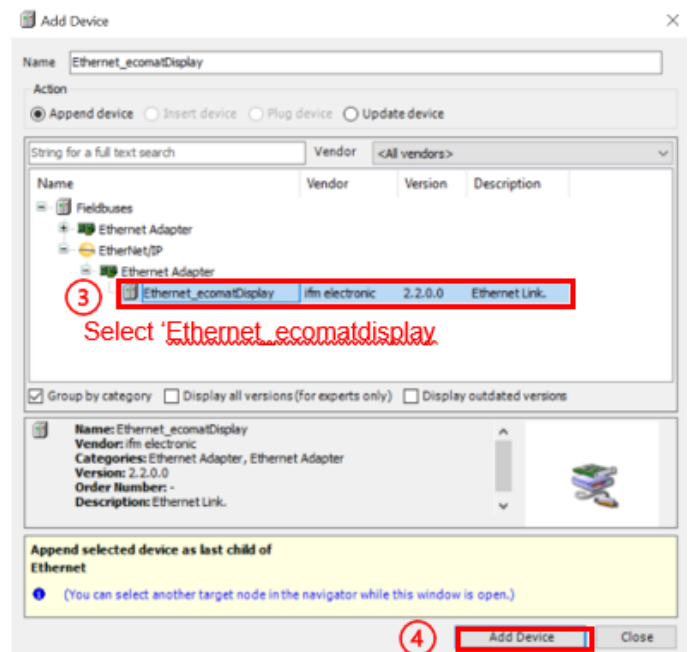 Add Device
Name Ethernet_ecomatDisplay
Action
Append device Insert device Plug device Update device
String for a full text search Vendor <All vendors>
Name Vendor Version Description
Fieldbuses
Ethernet Adapter
EtherNet/IP
Ethernet Adapter
③ Ethernet_ecomatDisplay ifm electronic 2.2.0.0 Ethernet Link.
Select ‘Ethernet_ecomatdisplay
Group by category Display all versions (for experts only) Display outdated versions
Name: Ethernet_ecomatDisplay
Vendor: ifm electronic
Categories: Ethernet Adapter, Ethernet Adapter
Version: 2.2.0.0
Order Number: -
Description: Ethernet Link.
Append selected device as last child of
Ethernet
(You can select another target node in the navigator while this window is open.)
④ Add Device Close